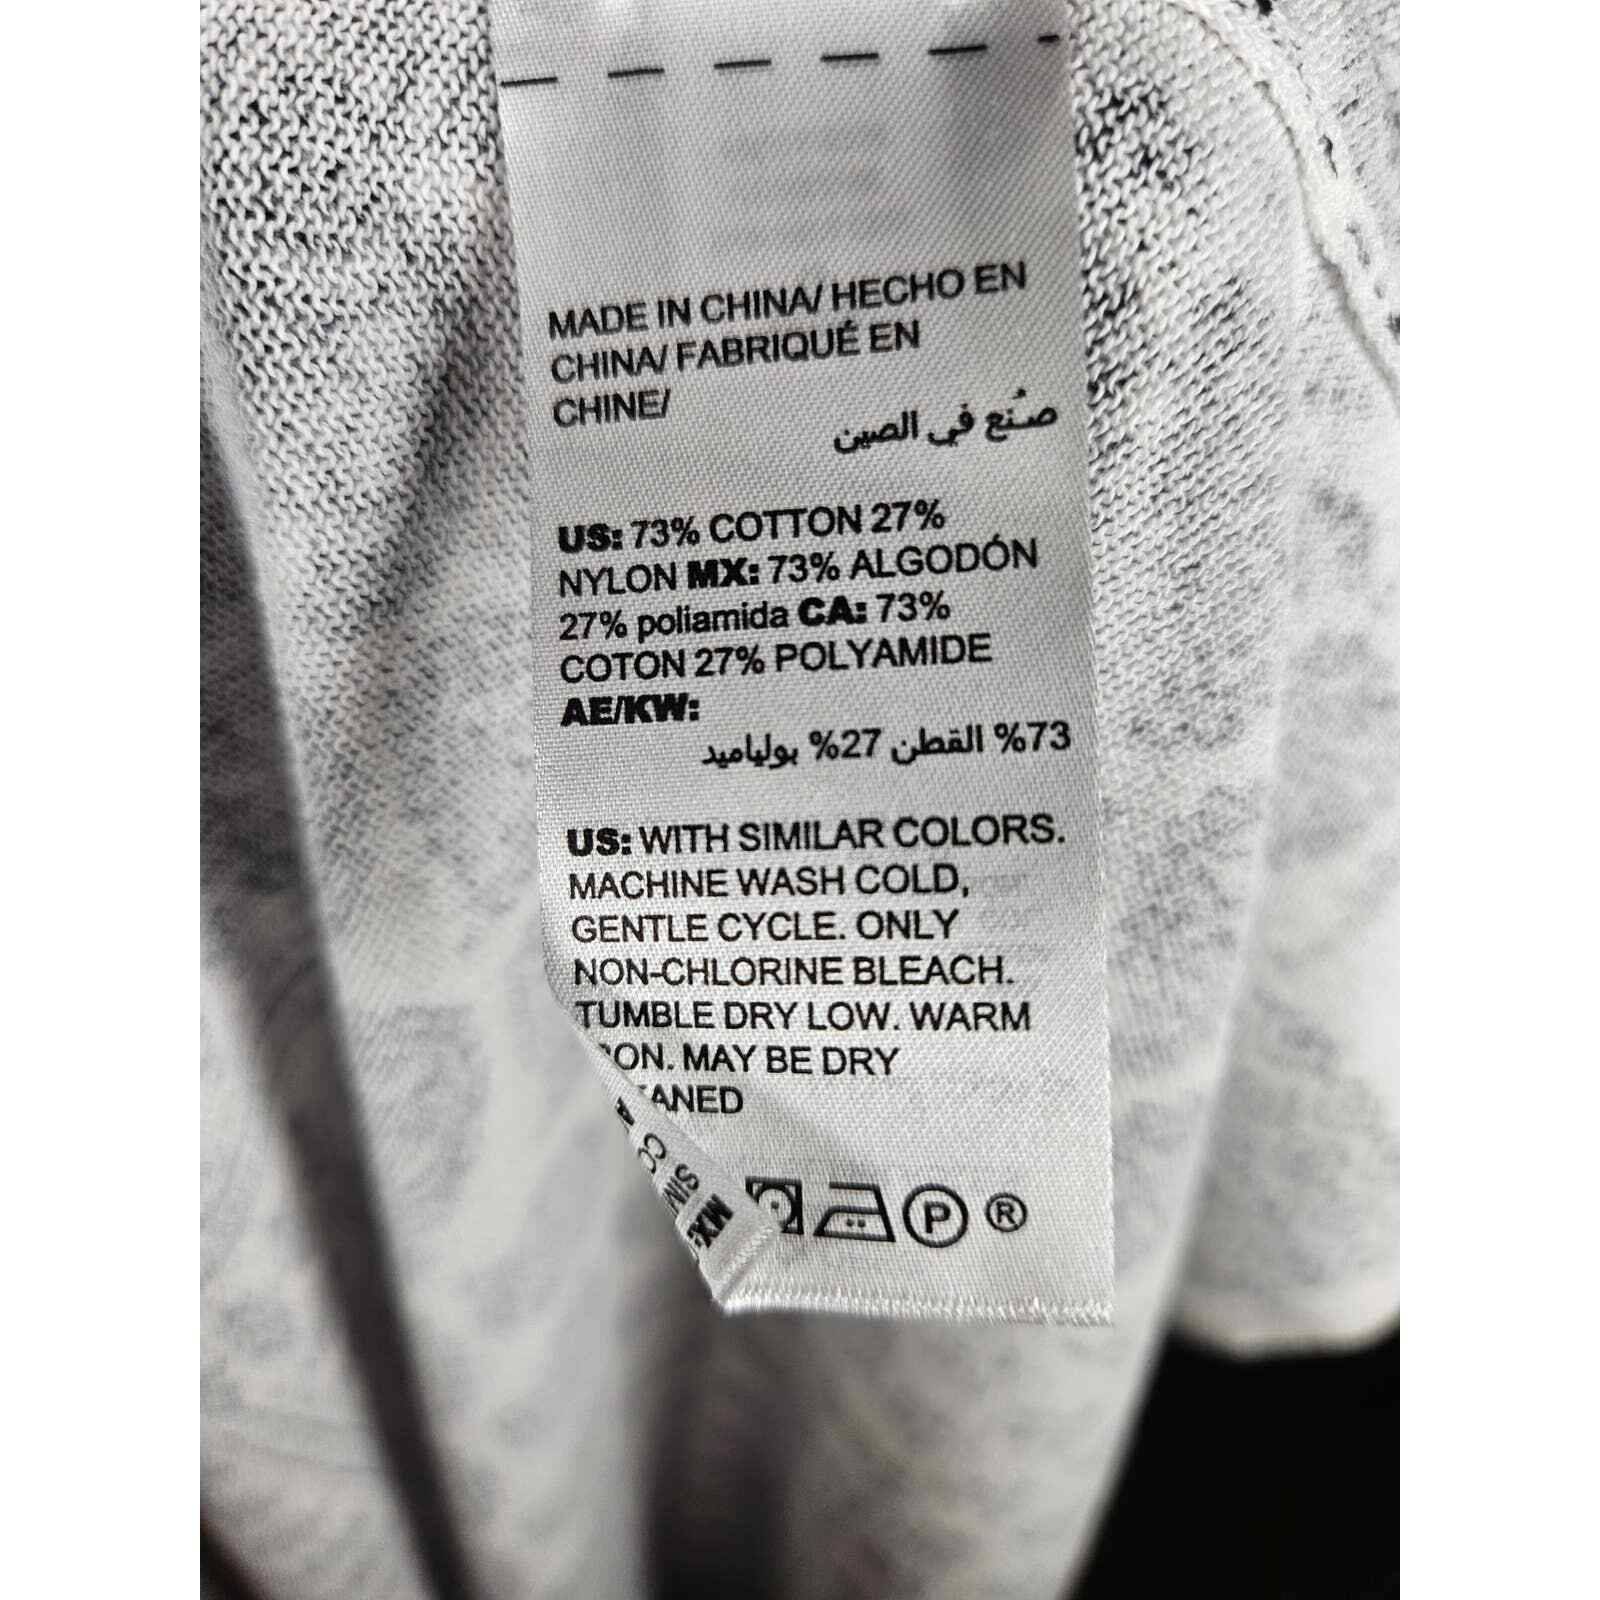 MADE IN CHINA/ HECHO EN
CHINA/ FABRIQUÉ EN
CHINE/
صُنع في الصين
US: 73% COTTON 27%
NYLON MX: 73% ALGODÓN
27% poliamida CA: 73%
COTON 27% POLYAMIDE
AE/KW:
73% القطن 27% بولياميد
US: WITH SIMILAR COLORS.
MACHINE WASH COLD,
GENTLE CYCLE. ONLY
NON-CHLORINE BLEACH.
TUMBLE DRY LOW. WARM
MAY BE DRY
P ®
MX: